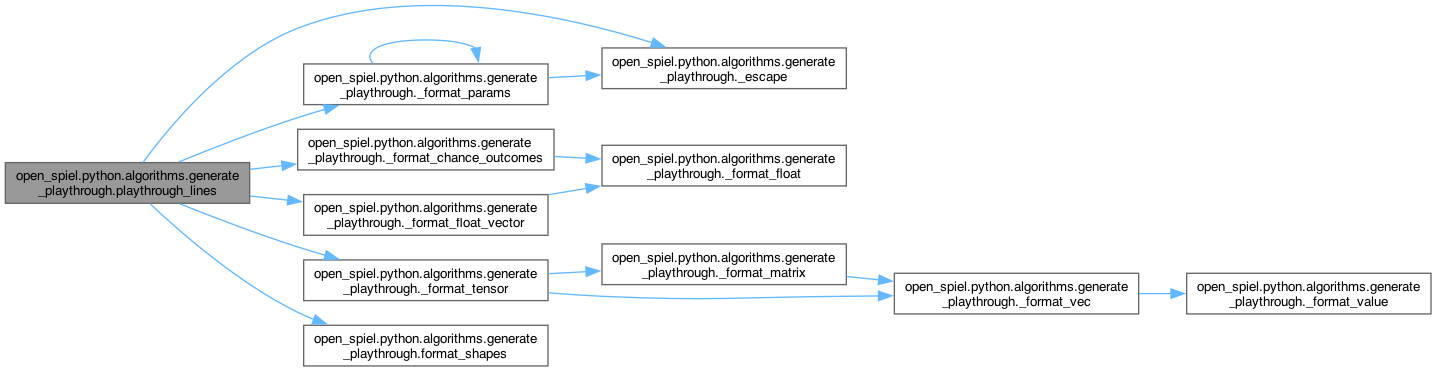 open_spiel.python.algorithms.generate
_playthrough.playthrough_lines
open_spiel.python.algorithms.generate
_playthrough._format_params
open_spiel.python.algorithms.generate
_playthrough._escape
open_spiel.python.algorithms.generate
_playthrough._format_chance_outcomes
open_spiel.python.algorithms.generate
_playthrough._format_float
open_spiel.python.algorithms.generate
_playthrough._format_float_vector
open_spiel.python.algorithms.generate
_playthrough._format_tensor
open_spiel.python.algorithms.generate
_playthrough._format_matrix
open_spiel.python.algorithms.generate
_playthrough._format_vec
open_spiel.python.algorithms.generate
_playthrough._format_value
open_spiel.python.algorithms.generate
_playthrough.format_shapes